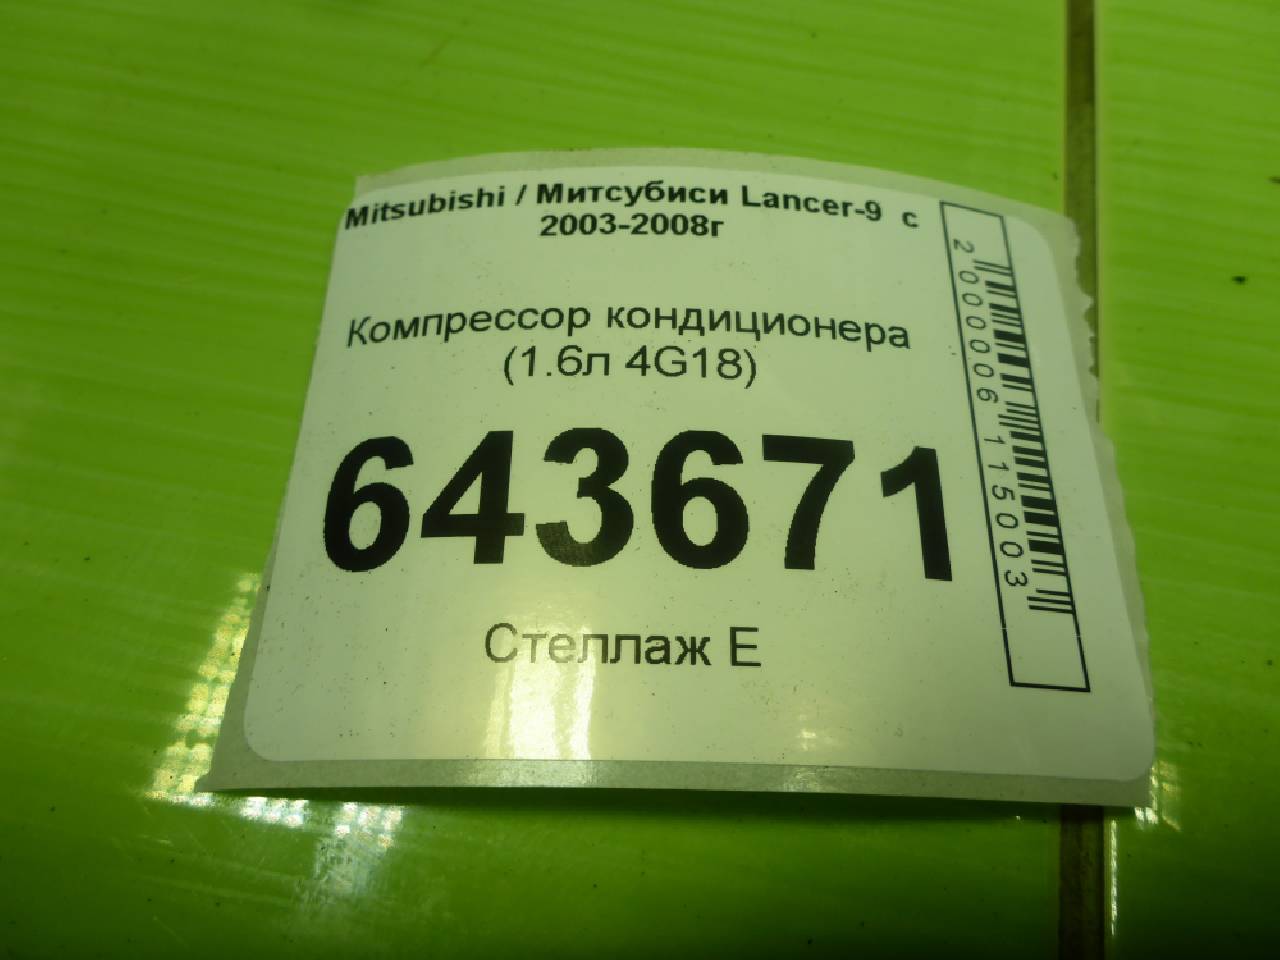 Mitsubishi / Митсубиси Lancer-9 с
2003-2008г
Компрессор кондиционера
(1.6л 4G18)
643671
Стеллаж Е
2000006115003